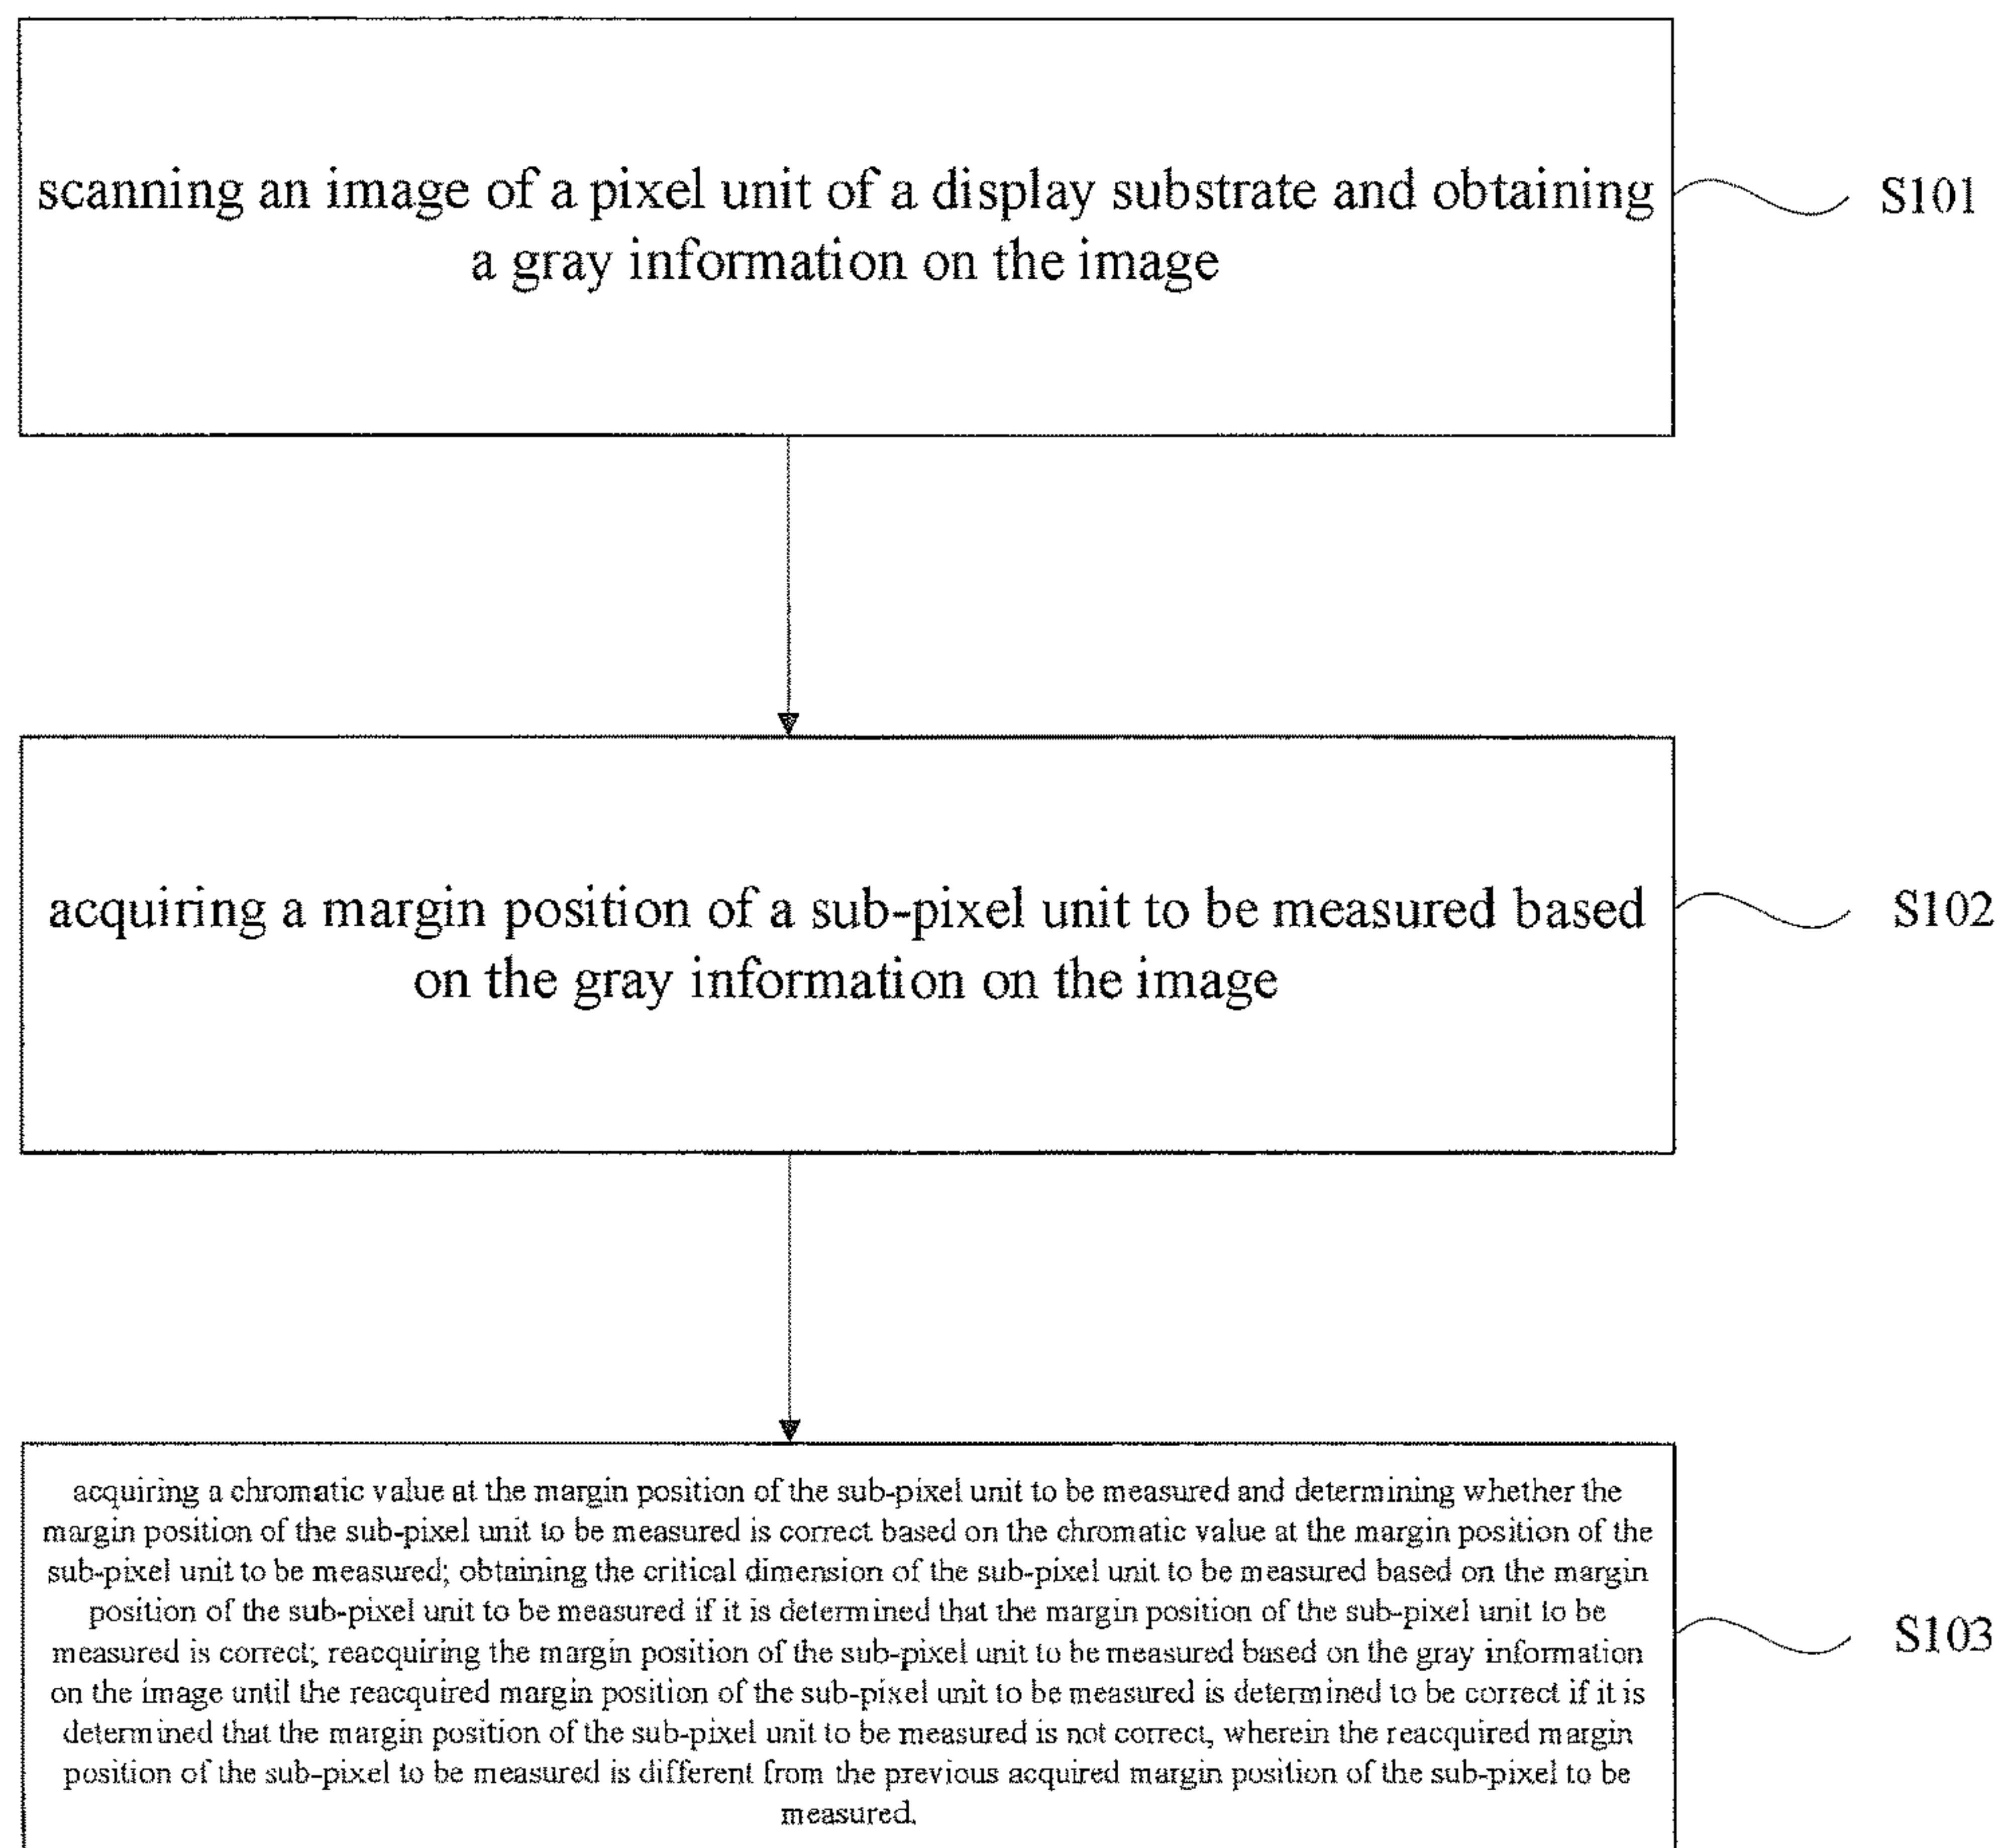 scanning an image of a pixel unit of a display substrate and obtaining
a gray information on the image
S101
acquiring a margin position of a sub-pixel unit to be measured based
on the gray information on the image
S102
acquiring a chromatic value at the margin position of the sub-pixel unit to be measured and determining whether the
margin position of the sub-pixel unit to be measured is correct based on the chromatic value at the margin position of the
sub-pixel unit to be measured; obtaining the critical dimension of the sub-pixel unit to be measured based on the margin
position of the sub-pixel unit to be measured if it is determined that the margin position of the sub-pixel unit to be
measured is correct; reacquiring the margin position of the sub-pixel unit to be measured based on the gray information
on the image until the reacquired margin position of the sub-pixel unit to be measured is determined to be correct if it is
determined that the margin position of the sub-pixel unit to be measured is not correct, wherein the reacquired margin
position of the sub-pixel to be measured is different from the previous acquired margin position of the sub-pixel to be
measured.
S103